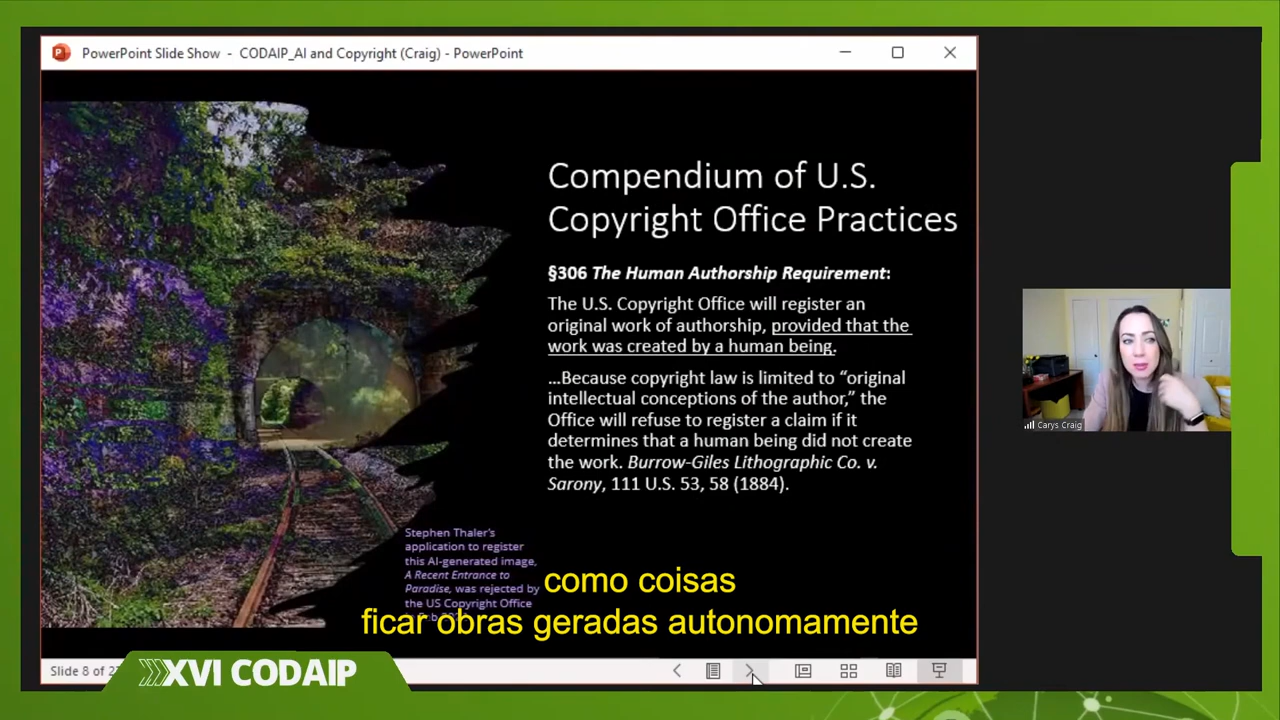 PowerPoint Slide Show - CODAIP_AI and Copyright (Craig) - PowerPoint
Compendium of U.S.
Copyright Office Practices
§306 The Human Authorship Requirement:
The U.S. Copyright Office will register an
original work of authorship, provided that the
work was created by a human being.
…Because copyright law is limited to “original
intellectual conceptions of the author,” the
Office will refuse to register a claim if it
determines that a human being did not create
the work. Burrow-Giles Lithographic Co. v.
Sarony, 111 U.S. 53, 58 (1884).
Stephen Thaler's
application to register
this AI-generated image,
A Recent Entrance to
Paradise, was rejected by
the US Copyright Office
Carys Craig
como coisas
ficar obras geradas autonomamente
Slide 8 of
XVI CODAIP